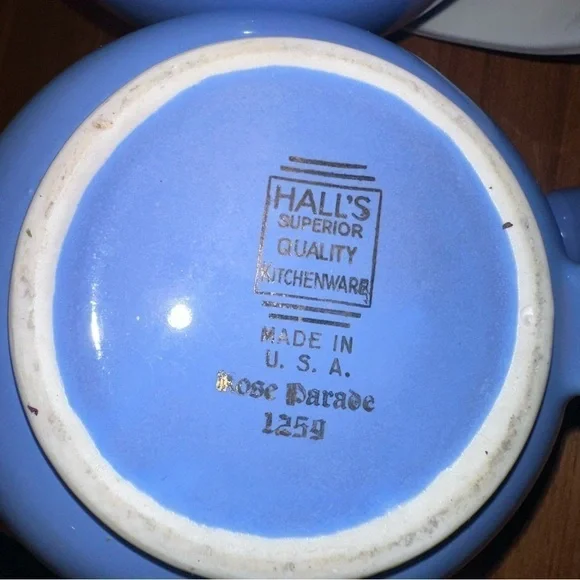 HALL'S
SUPERIOR
QUALITY
KITCHENWARE
MADE IN
U. S. A.
Rose Parade
1259